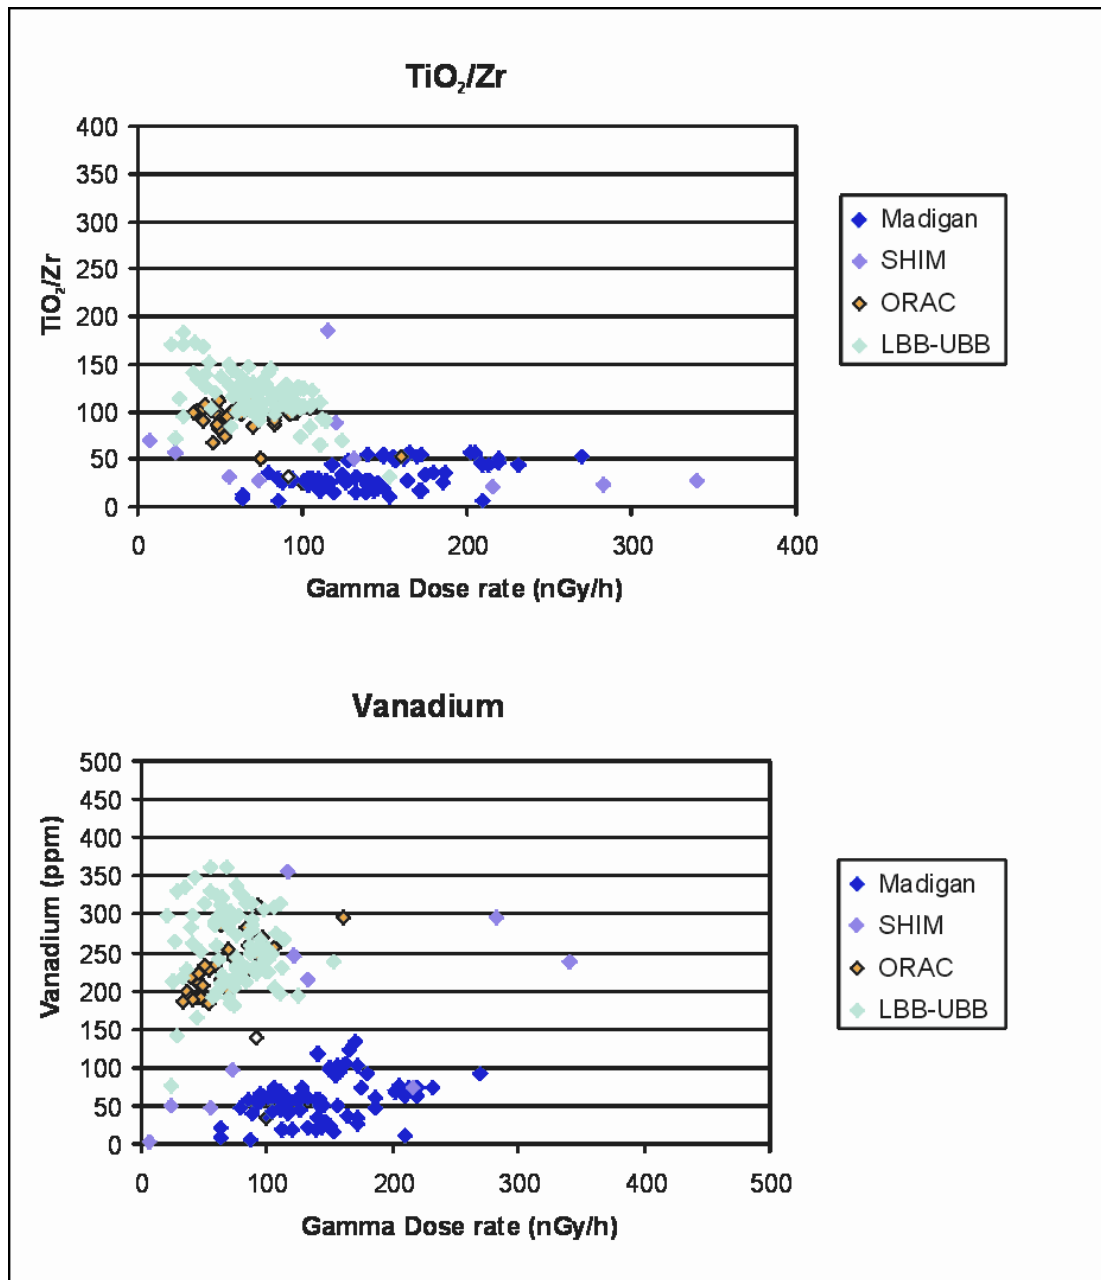 TiO₂/Zr
400
350
300
250
200
150
100
50
0
TiO₂/Zr
0 100 200 300 400
Gamma Dose rate (nGy/h)
Madigan
SHIM
ORAC
LBB-UBB
Vanadium
500
450
400
350
300
250
200
150
100
50
0
Vanadium (ppm)
0 100 200 300 400 500
Gamma Dose rate (nGy/h)
Madigan
SHIM
ORAC
LBB-UBB